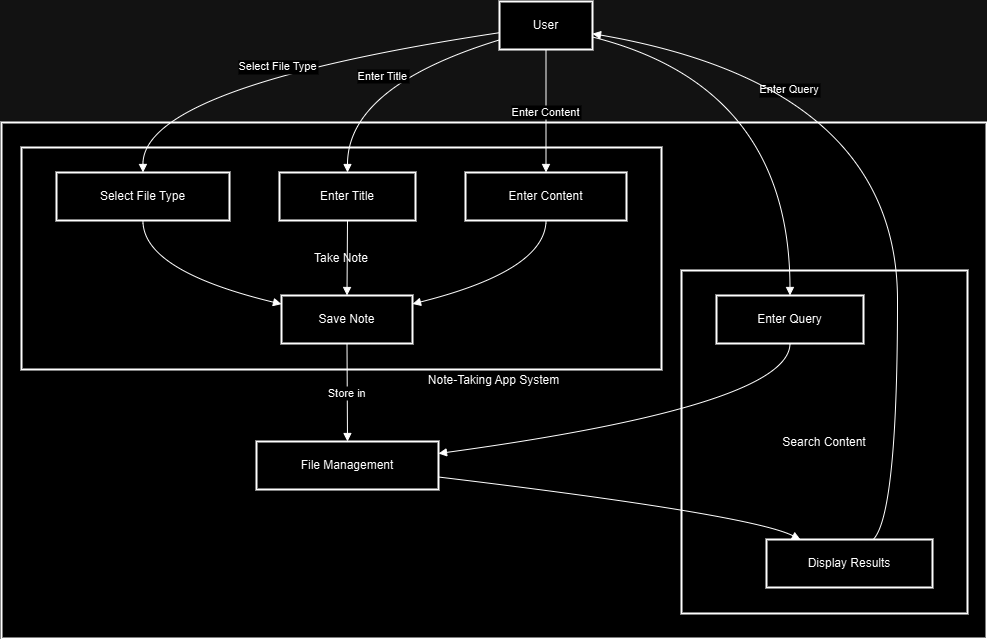 User
Select File Type
Enter Title
Enter Query
Enter Content
Select File Type
Enter Title
Enter Content
Take Note
Save Note
Enter Query
Note-Taking App System
Store in
Search Content
File Management
Display Results